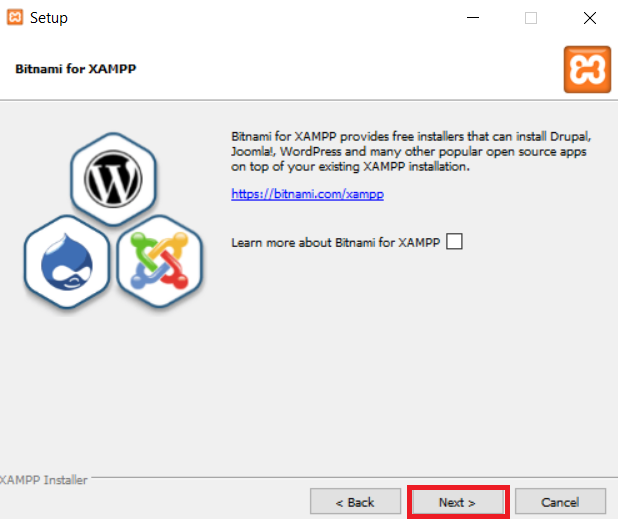 Setup
Bitnami for XAMPP
Bitnami for XAMPP provides free installers that can install Drupal,
Joomla!, WordPress and many other popular open source apps
on top of your existing XAMPP installation.
https://bitnami.com/xampp
Learn more about Bitnami for XAMPP
XAMPP Installer
< Back
Next >
Cancel